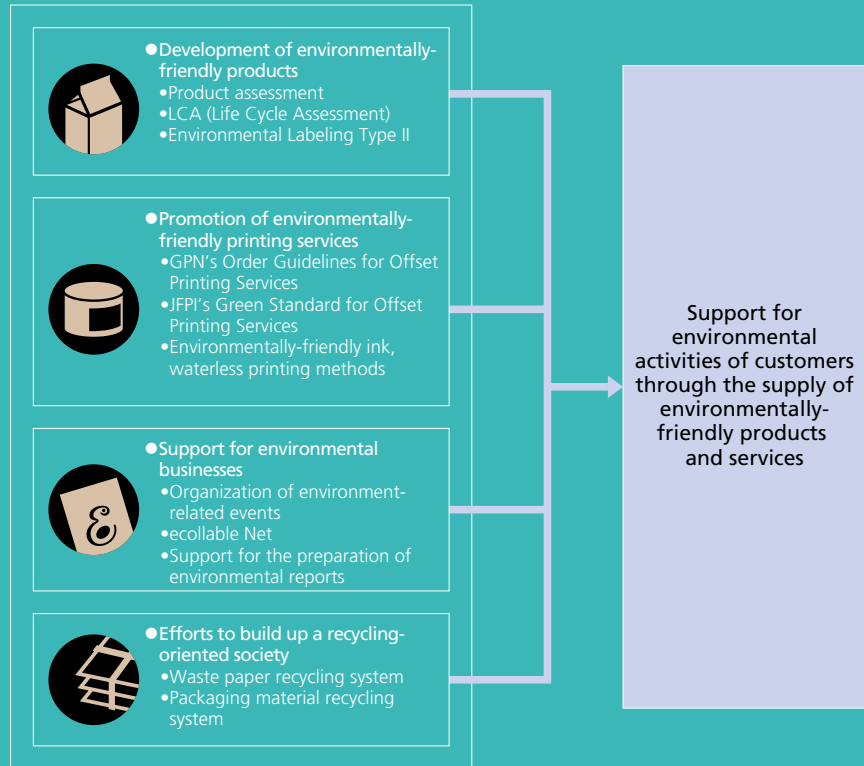 ●Development of environmentally-
friendly products
•Product assessment
•LCA (Life Cycle Assessment)
•Environmental Labeling Type II
●Promotion of environmentally-
friendly printing services
•GPN's Order Guidelines for Offset
Printing Services
•JFPI's Green Standard for Offset
Printing Services
•Environmentally-friendly ink,
waterless printing methods
●Support for environmental
businesses
•Organization of environment-
related events
•ecollable Net
•Support for the preparation of
environmental reports
ℰ
●Efforts to build up a recycling-
oriented society
•Waste paper recycling system
•Packaging material recycling
system
Support for
environmental
activities of customers
through the supply of
environmentally-
friendly products
and services